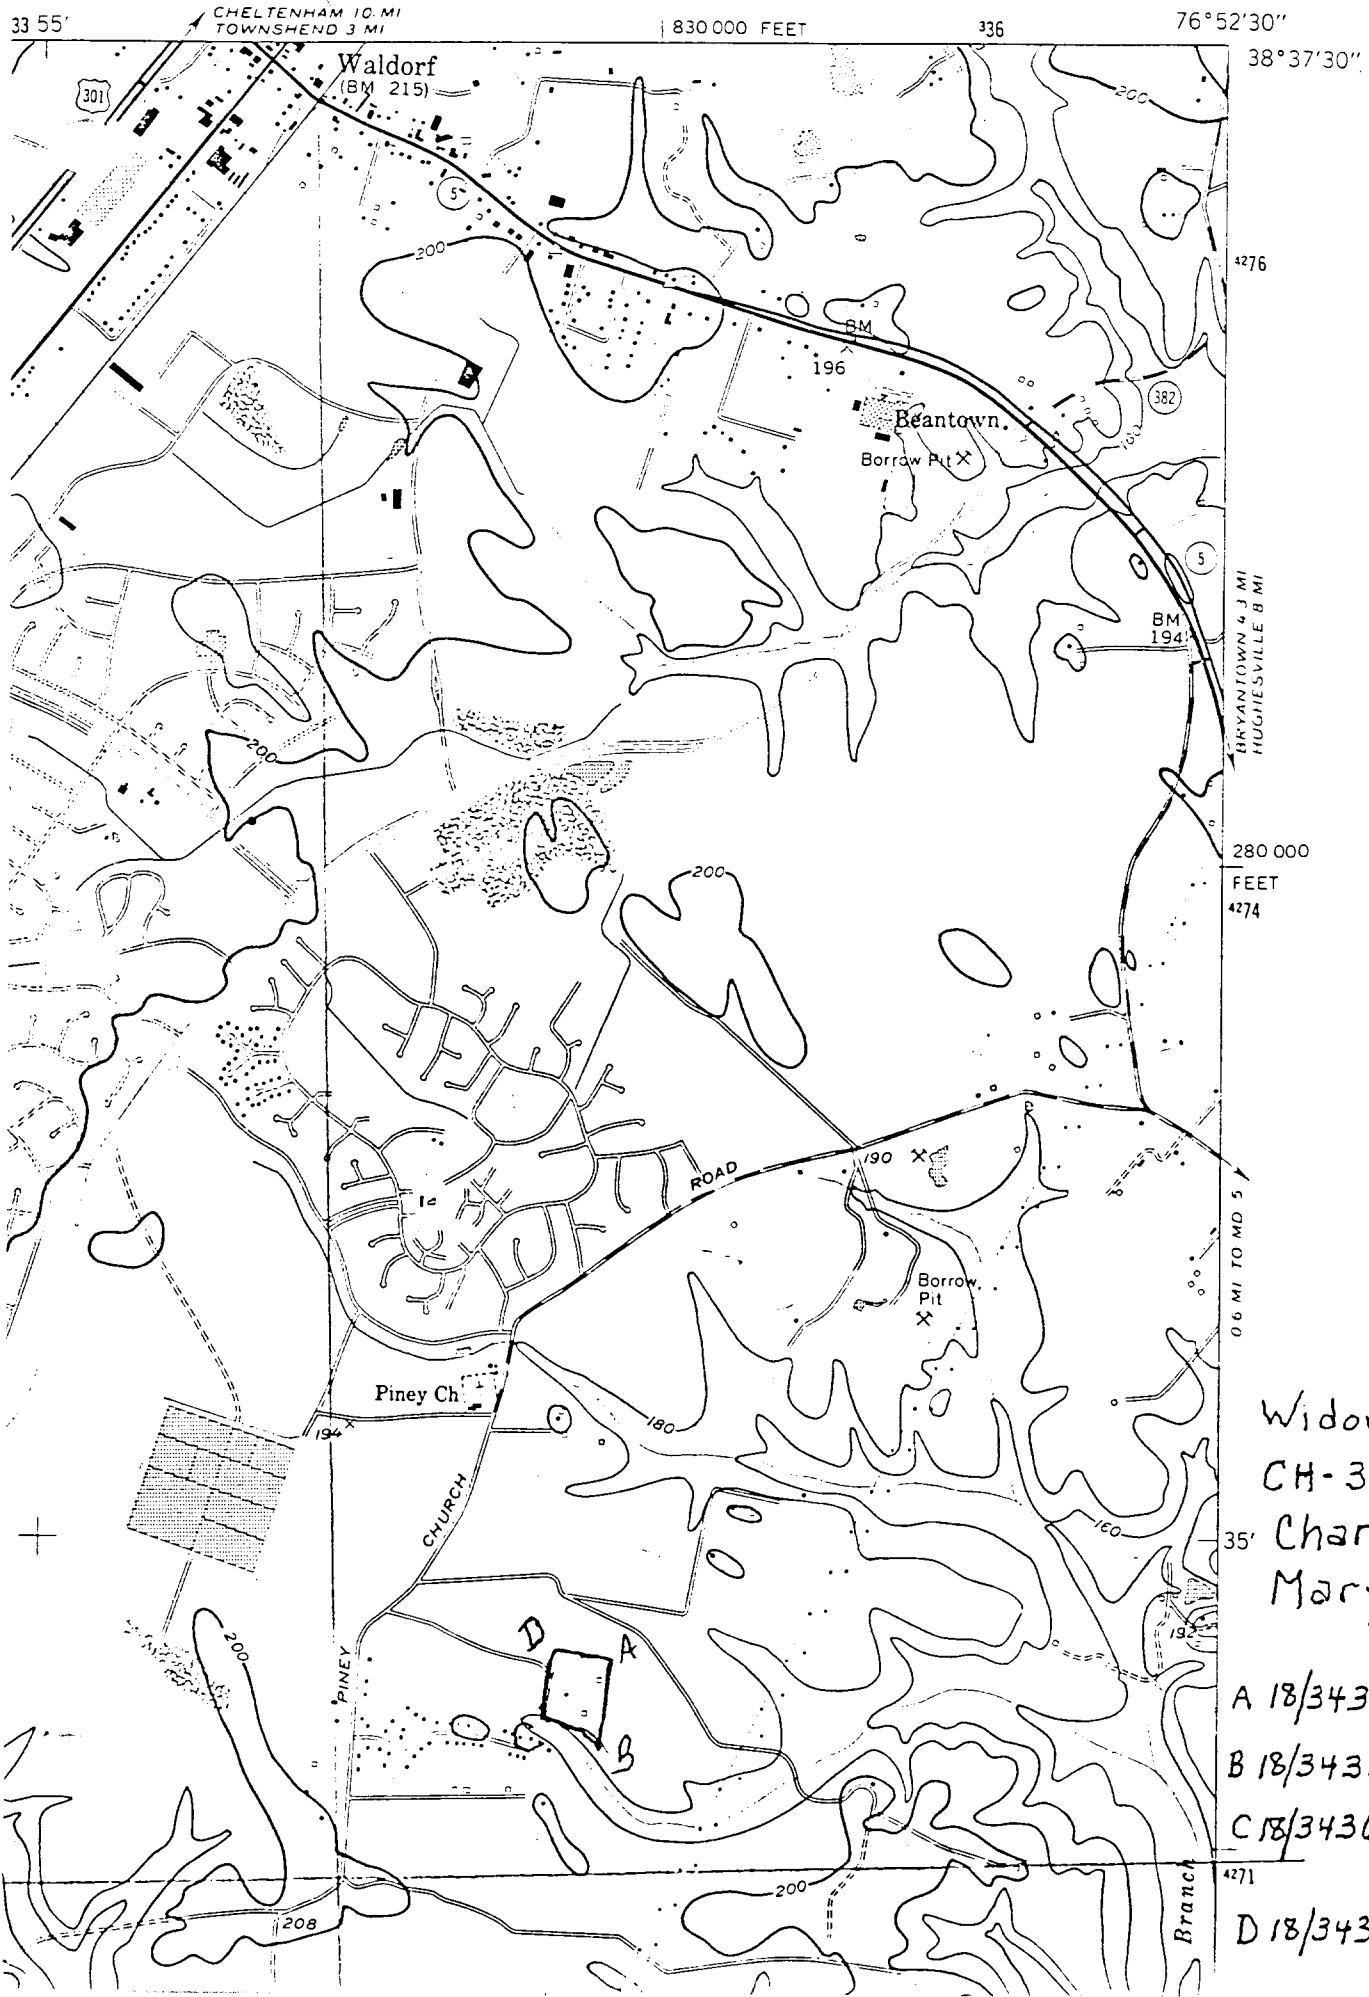 33 55'
CHELTENHAM 10 MI
TOWNSHEND 3 MI
830 000 FEET
336
76°52'30"
38°37'30"
301
Waldorf
(BM 215)
200
5
200
4276
BM
196
382
Beantown
Borrow Pit
160
5
BM
194
BRYANTOWN 4.3 MI
HUGHESVILLE 8 MI
200
280 000
FEET
4274
200
ROAD
190
Borrow
Pit
0.6 MI TO MD 5
Piney Ch
194
180
CHURCH
160
35'
CH-3
192
200
PINEY
D
A
B
A 18/343
B 18/343
C 18/343
4271
200
208
Branch
D 18/343